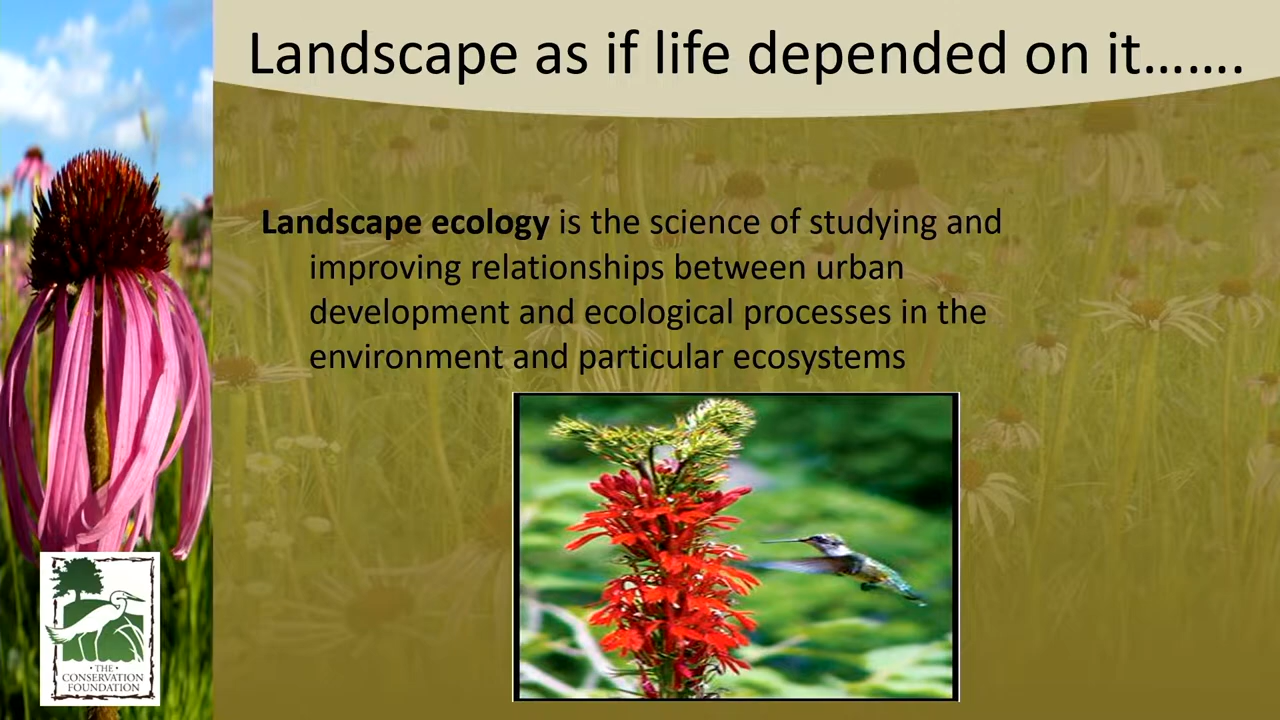 Landscape as if life depended on it…….
Landscape ecology is the science of studying and
improving relationships between urban
development and ecological processes in the
environment and particular ecosystems
• THE •
CONSERVATION
FOUNDATION